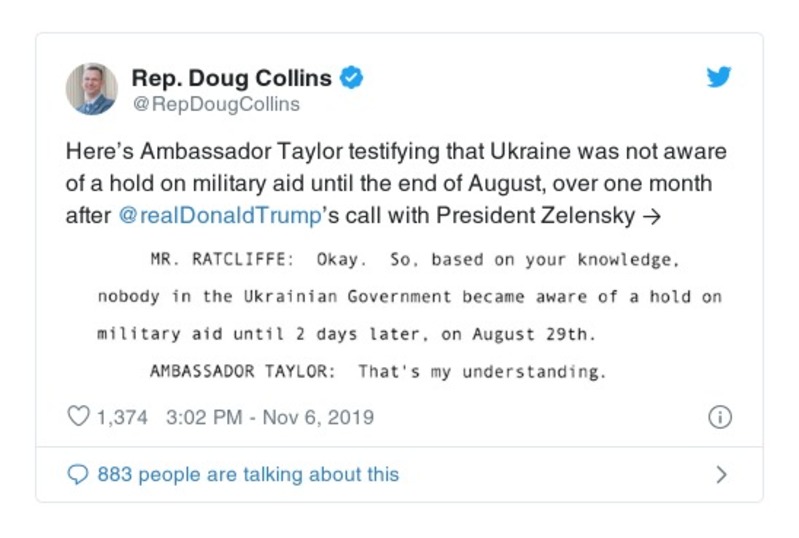 Rep. Doug Collins
@RepDougCollins
Here's Ambassador Taylor testifying that Ukraine was not aware
of a hold on military aid until the end of August, over one month
after @realDonaldTrump's call with President Zelensky →
MR. RATCLIFFE: Okay. So, based on your knowledge,
nobody in the Ukrainian Government became aware of a hold on
military aid until 2 days later, on August 29th.
AMBASSADOR TAYLOR: That's my understanding.
1,374 3:02 PM - Nov 6, 2019
883 people are talking about this